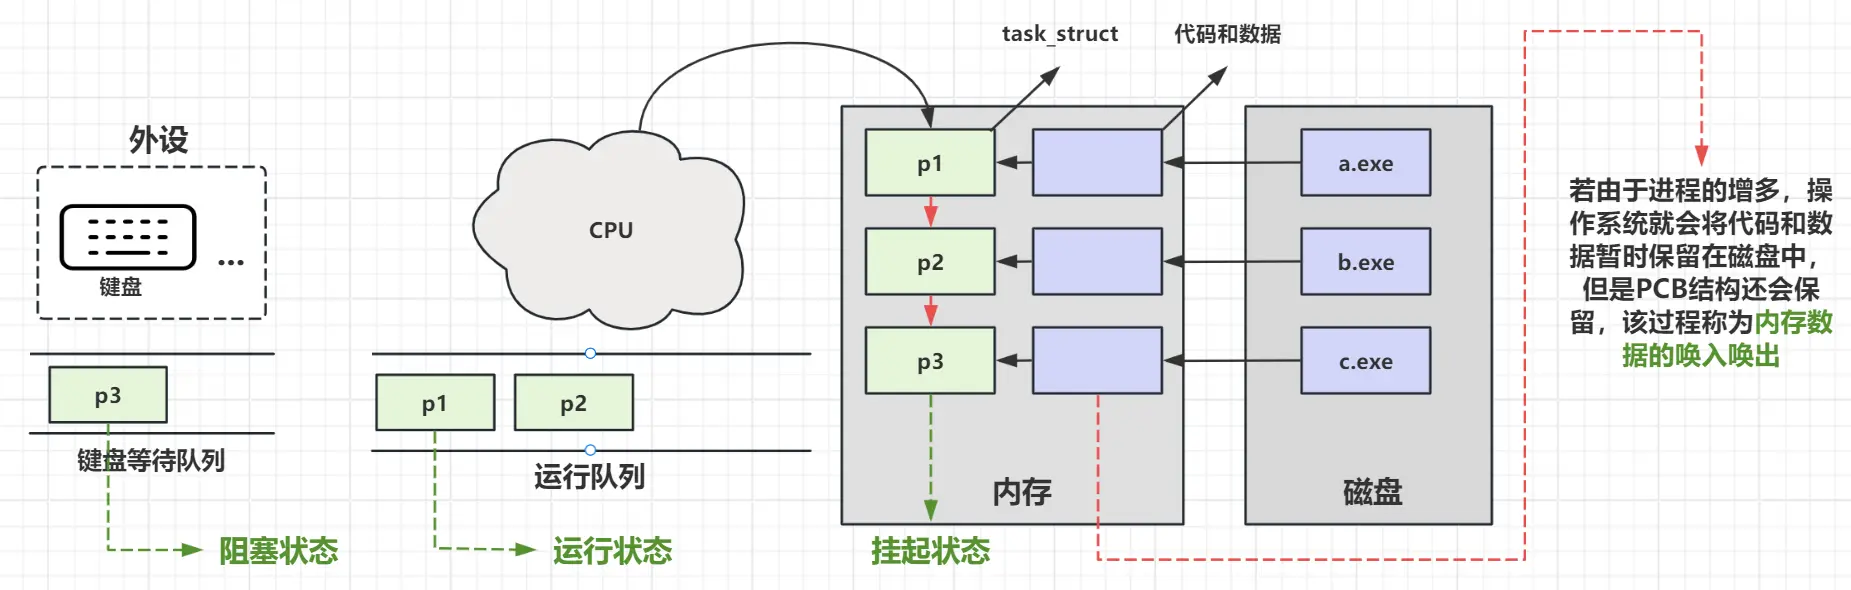 task_struct
代码和数据
外设
键盘
...
CPU
p1
a.exe
p2
b.exe
p3
c.exe
内存
磁盘
若由于进程的增多，操
作系统就会将代码和数
据暂时保留在磁盘中，
但是PCB结构还会保
留，该过程称为内存数
据的唤入唤出
p3
键盘等待队列
p1
p2
运行队列
阻塞状态
运行状态
挂起状态